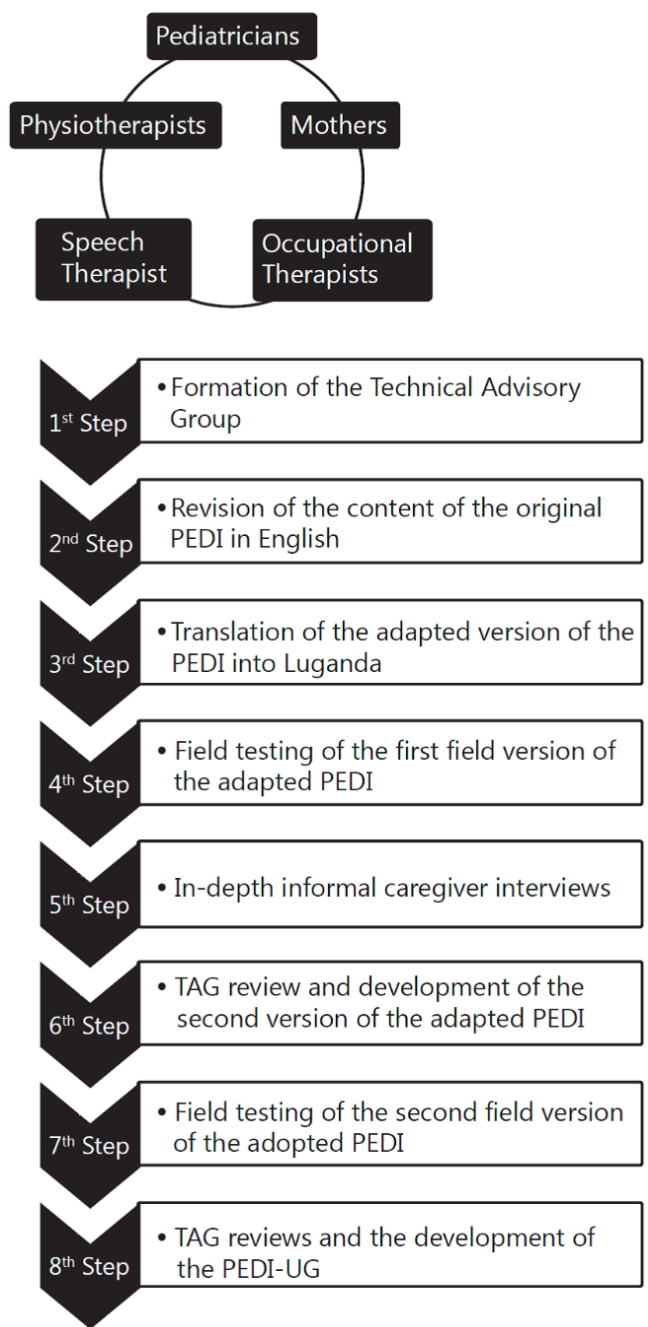 Pediatricians
Physiotherapists
Mothers
Speech
Therapist
Occupational
Therapists
1st Step
• Formation of the Technical Advisory
Group
2nd Step
• Revision of the content of the original
PEDI in English
3rd Step
• Translation of the adapted version of the
PEDI into Luganda
4th Step
• Field testing of the first field version of
the adapted PEDI
5th Step
• In-depth informal caregiver interviews
6th Step
• TAG review and development of the
second version of the adapted PEDI
7th Step
• Field testing of the second field version
of the adopted PEDI
8th Step
• TAG reviews and the development of
the PEDI-UG